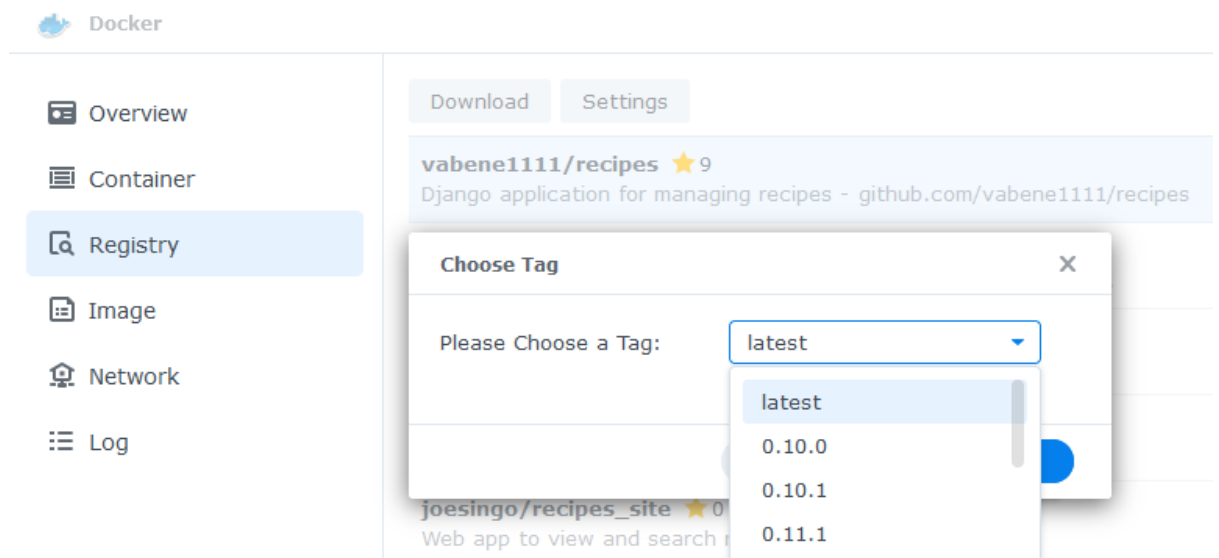 Docker
Overview
Container
Registry
Image
Network
Log
Download Settings
vabene1111/recipes 9
Django application for managing recipes - github.com/vabene1111/recipes
Choose Tag
Please Choose a Tag: latest
latest
0.10.0
0.10.1
0.11.1
joesingo/recipes_site 0
Web app to view and search